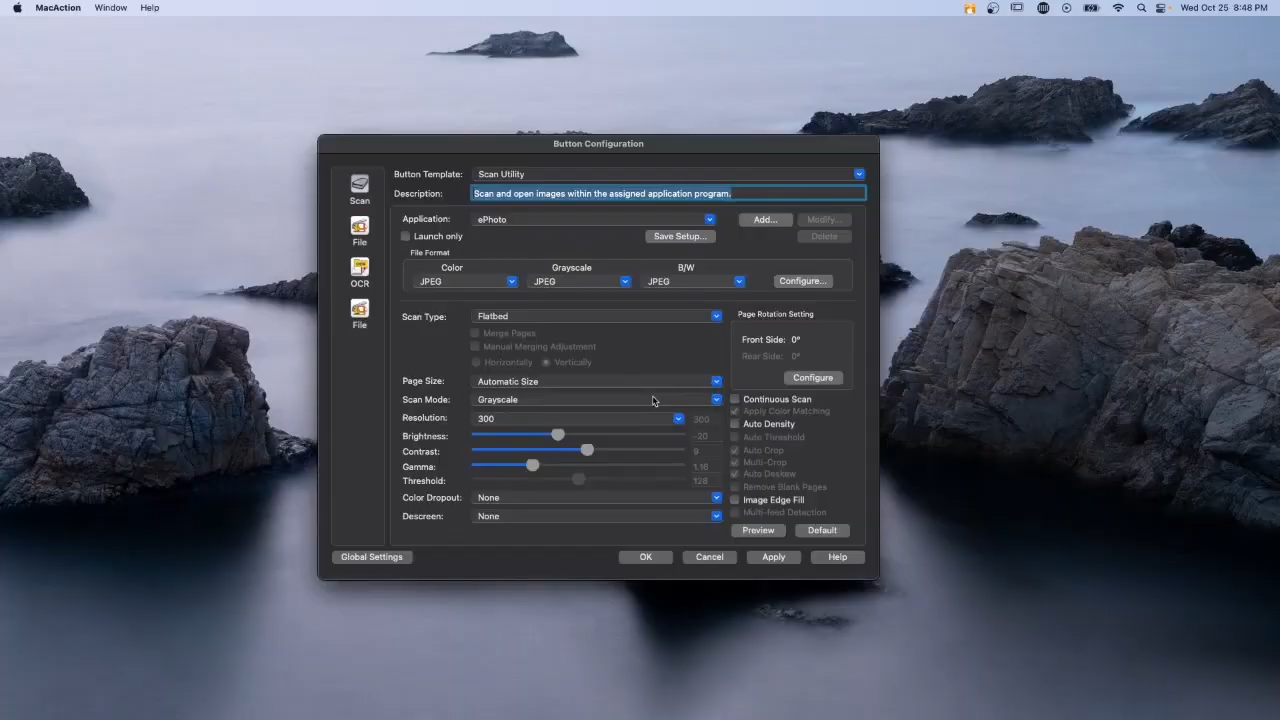 MacAction Window Help Wed Oct 25 8:48 PM
Button Configuration
Scan
File
OCR
File
Button Template: Scan Utility
Description: Scan and open images within the assigned application program.
Application: ePhoto Add... Modify...
Launch only Save Setup... Delete
File Format
Color Grayscale B/W
JPEG JPEG JPEG Configure...
Scan Type: Flatbed
Merge Pages
Manual Merging Adjustment
Horizontally Vertically
Page Size: Automatic Size
Scan Mode: Grayscale
Resolution: 300 300
Brightness: -20
Contrast: 9
Gamma: 1.16
Threshold: 128
Color Dropout: None
Descreen: None
Page Rotation Setting
Front Side: 0°
Rear Side: 0°
Configure
Continuous Scan
Apply Color Matching
Auto Density
Auto Threshold
Auto Crop
Multi-Crop
Auto Deskew
Remove Blank Pages
Image Edge Fill
Multi-feed Detection
Preview Default
Global Settings OK Cancel Apply Help